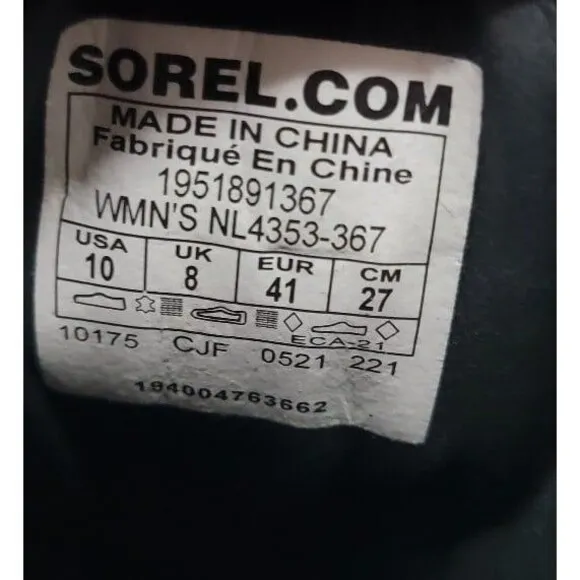 SOREL.COM
MADE IN CHINA
Fabriqué En Chine
1951891367
WMN'S NL4353-367
USA UK EUR CM
10 8 41 27
ECA-21
10175 CJF 0521 221
194004763662